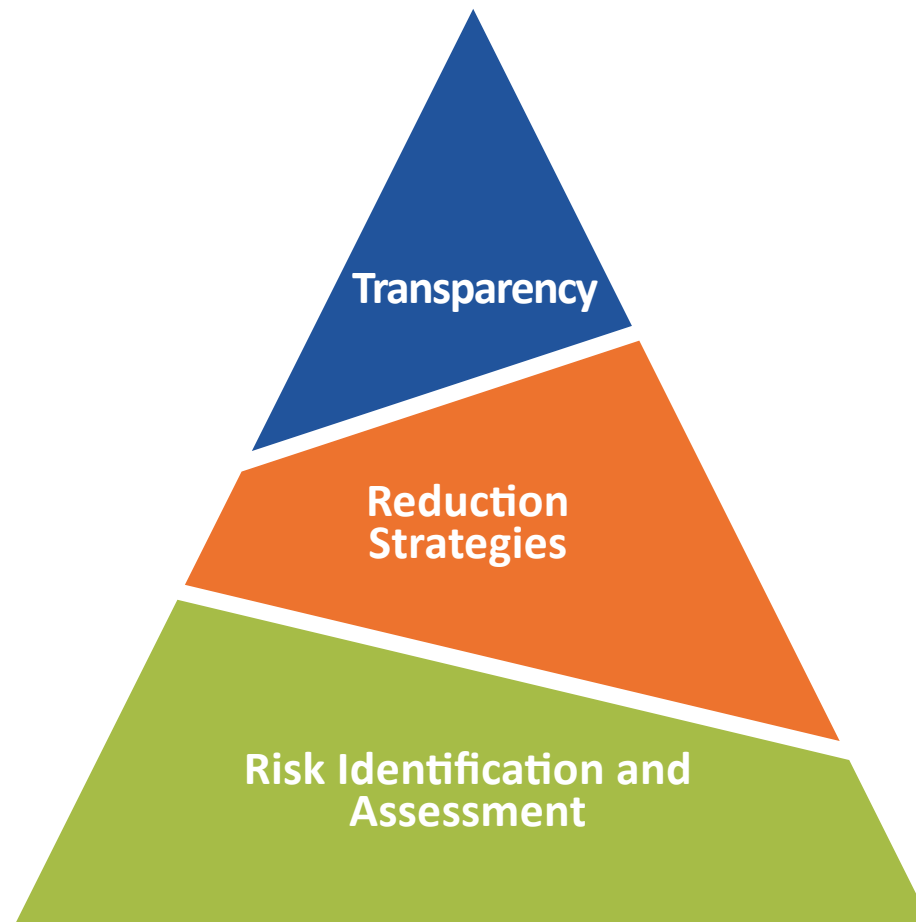 Transparency
Reduction
Strategies
Risk Identification and
Assessment